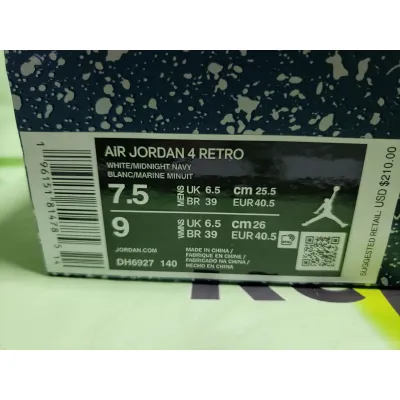 AIR JORDAN 4 RETRO
WHITE/MIDNIGHT NAVY
BLANC/MARINE MINUIT
7.5 MENS UK 6.5 cm 25.5
BR 39 EUR 40.5
9 WMNS UK 6.5 cm 26
BR 39 EUR 40.5
JORDAN.COM
MADE IN CHINA /
FABRIQUÉ EN CHINE /
FABRICADO NA CHINA /
HECHO EN CHINA
DH6927 140
SUGGESTED RETAIL: USD $210.00